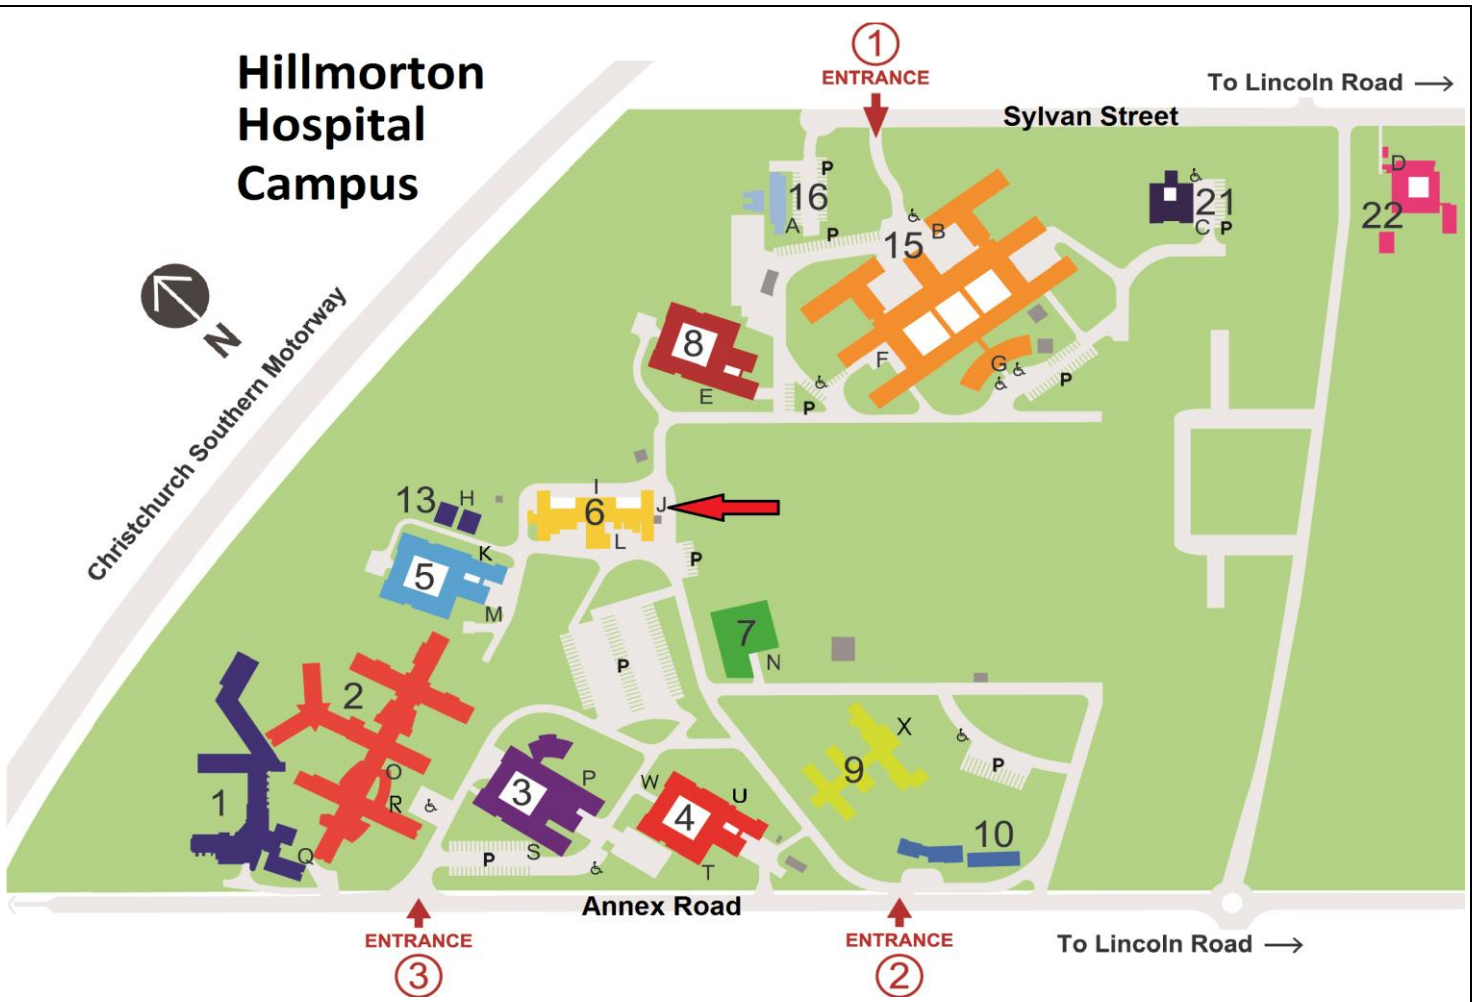 Hillmorton
Hospital
Campus
1
ENTRANCE
To Lincoln Road
Sylvan Street
P
16
A
P
15
B
21
C
P
D
22
N
Christchurch Southern Motorway
8
E
F
G
P
P
13
H
I
6
J
L
K
5
M
P
7
N
P
2
1
O
R
Q
3
P
S
P
W
U
4
T
X
9
P
10
Annex Road
ENTRANCE
3
ENTRANCE
2
To Lincoln Road